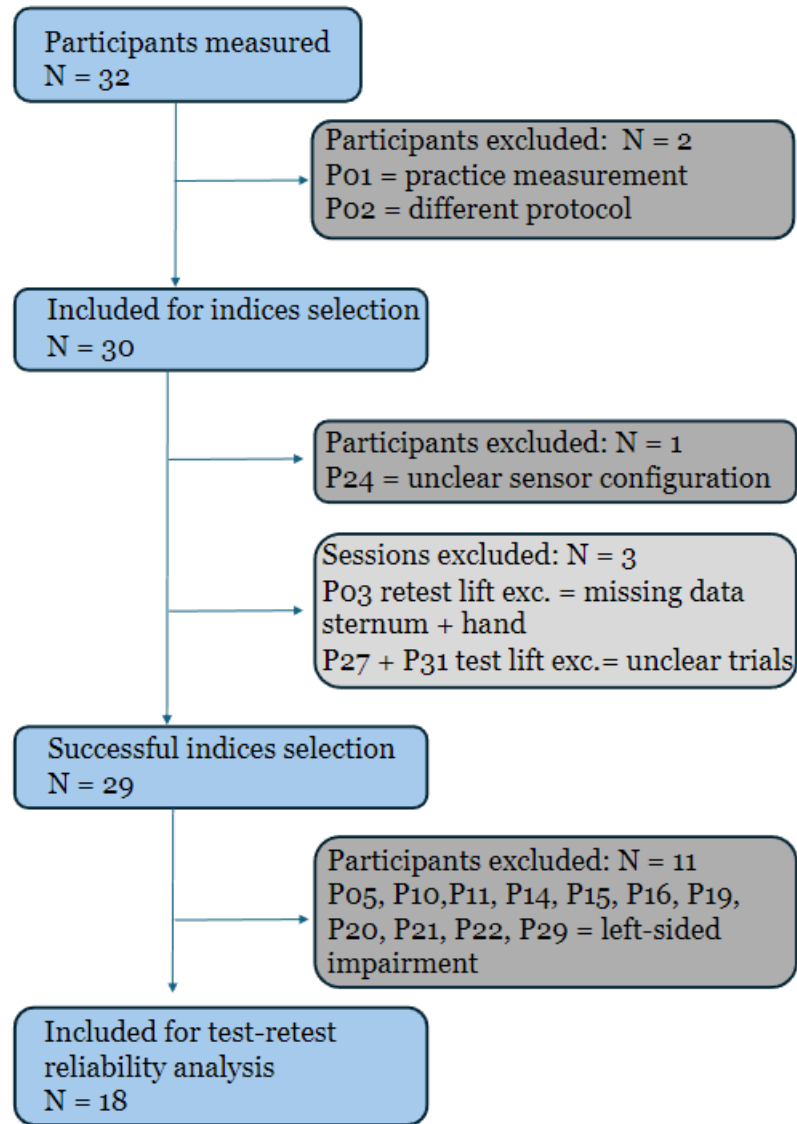 Participants measured
N = 32
Participants excluded:  N = 2
P01 = practice measurement
P02 = different protocol
Included for indices selection
N = 30
Participants excluded: N = 1
P24 = unclear sensor configuration
Sessions excluded: N = 3
P03 retest lift exc. = missing data
sternum + hand
P27 + P31 test lift exc.= unclear trials
Successful indices selection
N = 29
Participants excluded: N = 11
P05, P10,P11, P14, P15, P16, P19,
P20, P21, P22, P29 = left-sided
impairment
Included for test-retest
reliability analysis
N = 18